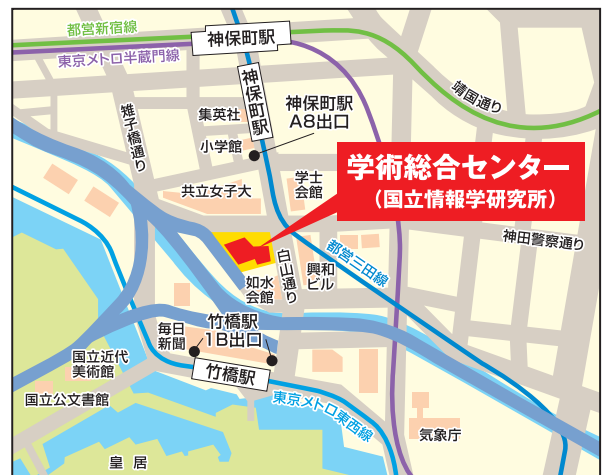 都営新宿線
神保町駅
東京メトロ半蔵門線
神保町駅
靖国通り
雉子橋通り
集英社
神保町駅
A8出口
小学館
学術総合センター
(国立情報学研究所)
学士
会館
共立女子大
神田警察通り
白山通り
都営三田線
興和
ビル
如水
会館
竹橋駅
1B出口
毎日
新聞
国立近代
美術館
竹橋駅
国立公文書館
東京メトロ東西線
気象庁
皇居